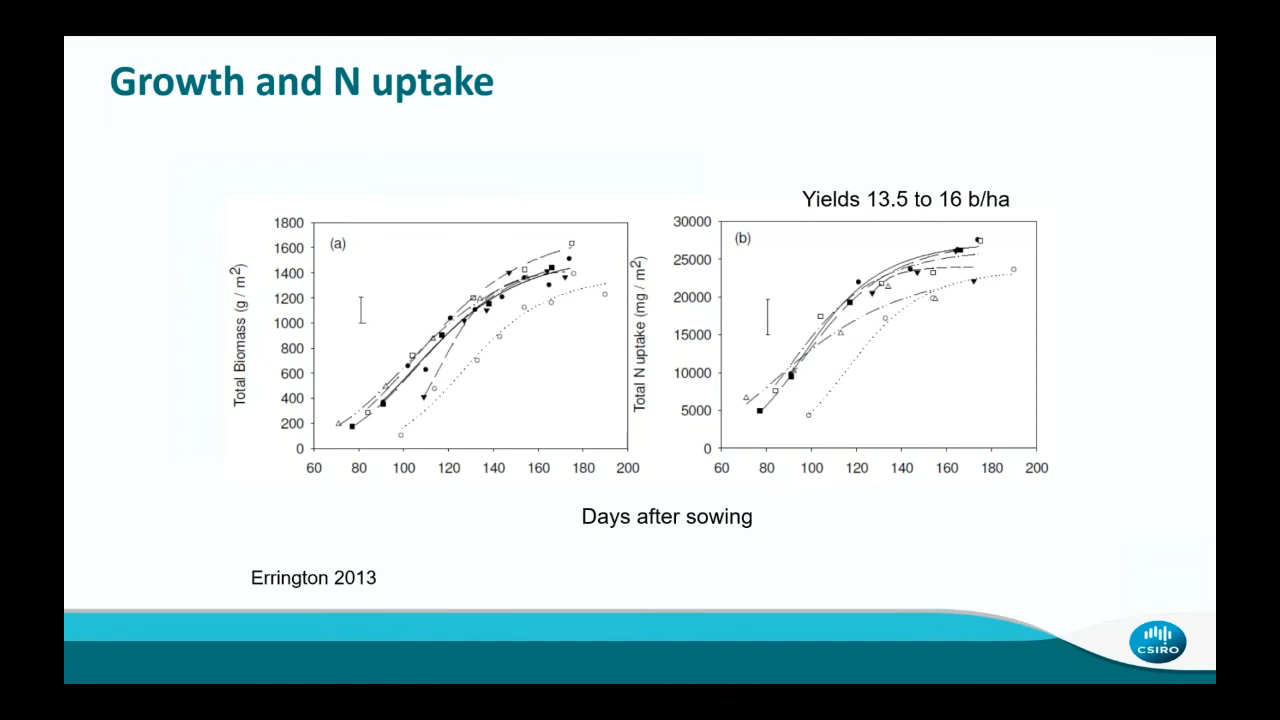 Growth and N uptake
Yields 13.5 to 16 b/ha
(a)
Total Biomass (g / m2)
1800
1600
1400
1200
1000
800
600
400
200
0
60 80 100 120 140 160 180 200
(b)
Total N uptake (mg / m2)
30000
25000
20000
15000
10000
5000
0
60 80 100 120 140 160 180 200
Days after sowing
Errington 2013
CSIRO